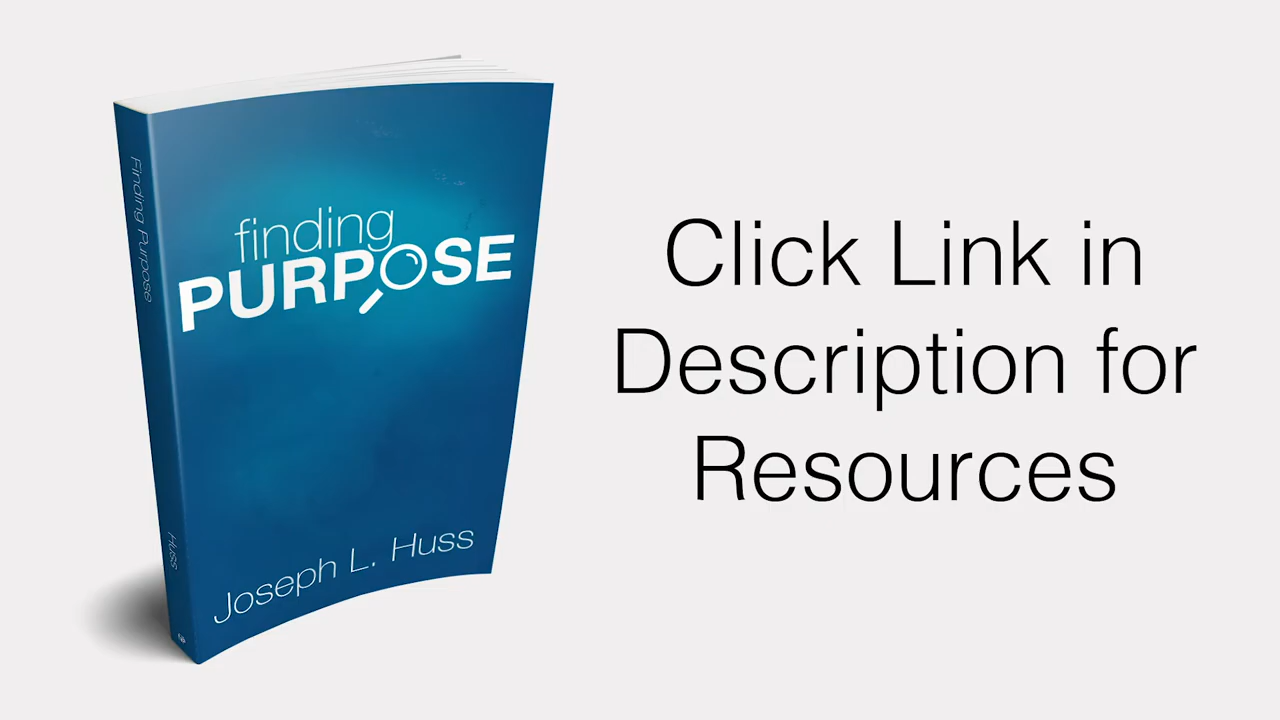 Finding Purpose
Huss
finding
PURPOSE
Joseph L. Huss
Click Link in
Description for
Resources